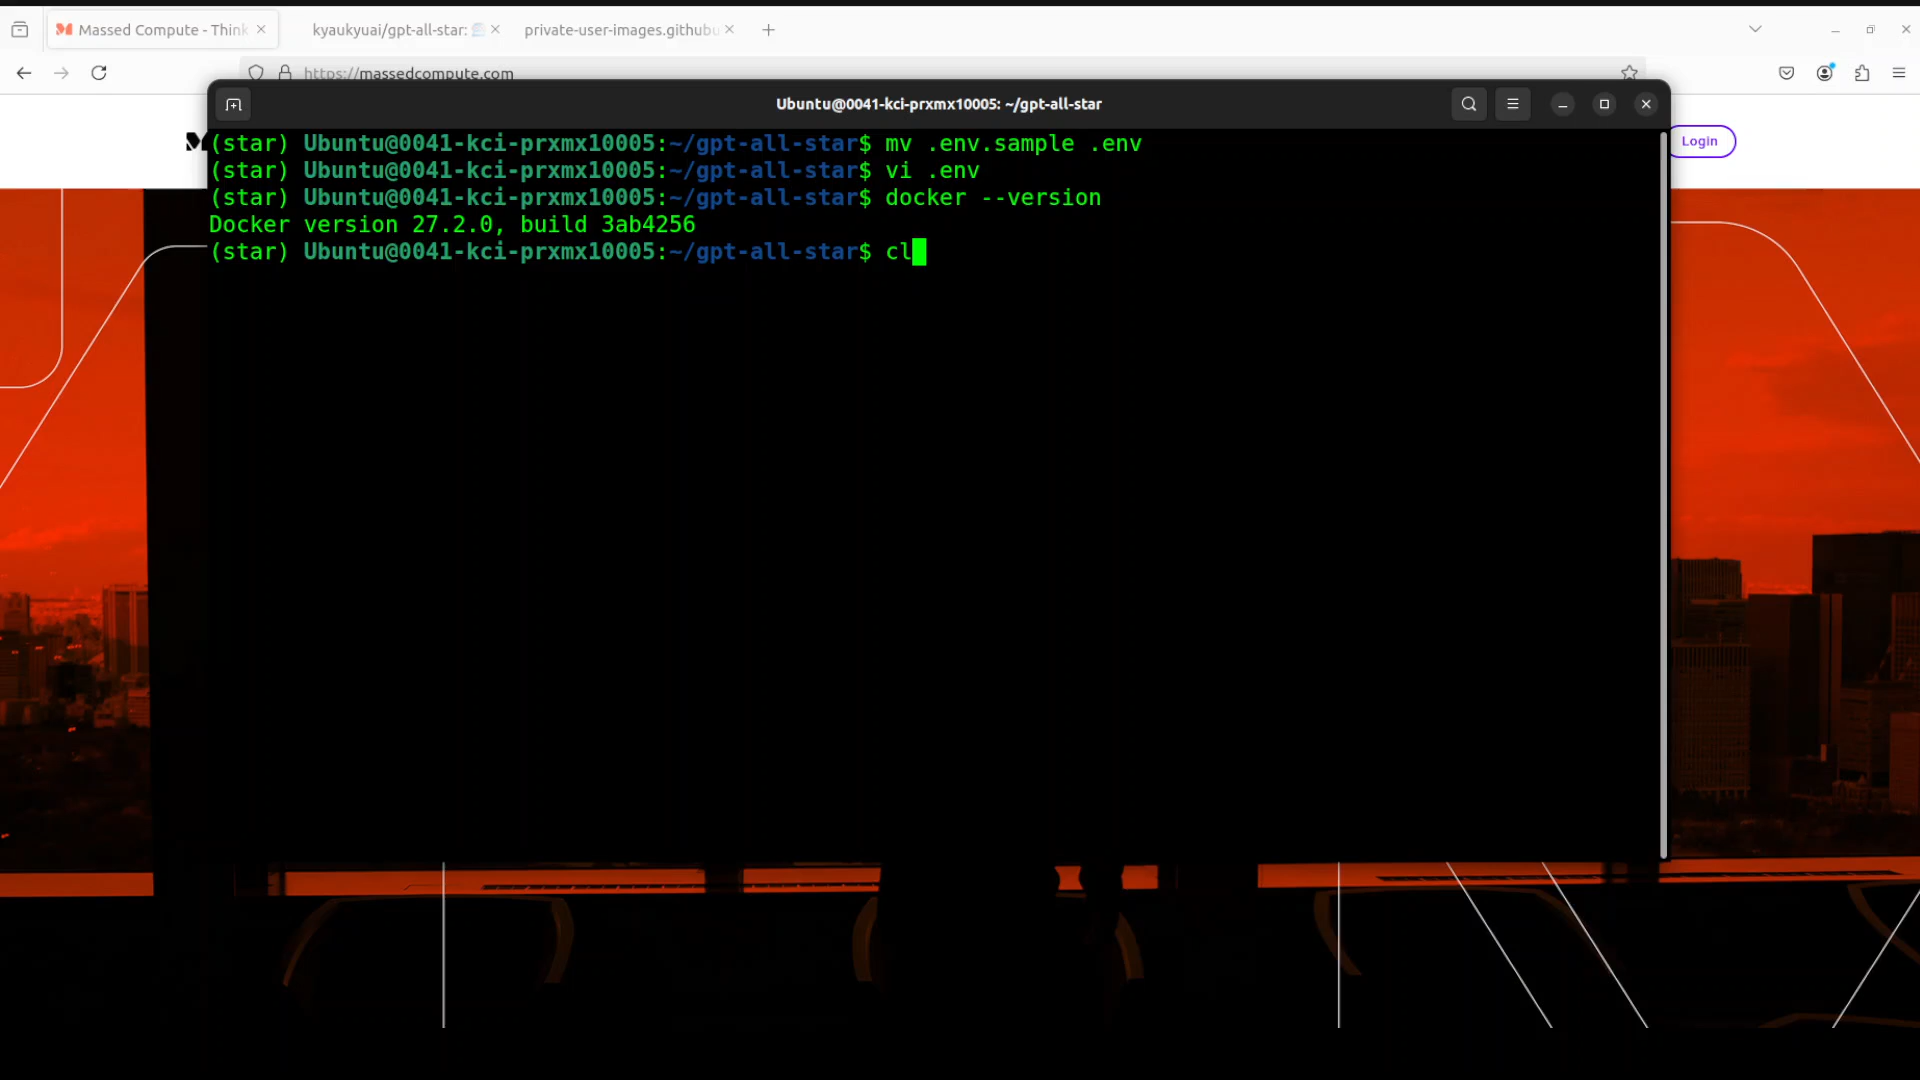 Massed Compute - Think
kyaukyuai/gpt-all-star:
private-user-images.githubu
https://massedcompute.com
Ubuntu@0041-kci-prxmx10005: ~/gpt-all-star
Login
(star) Ubuntu@0041-kci-prxmx10005:~/gpt-all-star$ mv .env.sample .env
(star) Ubuntu@0041-kci-prxmx10005:~/gpt-all-star$ vi .env
(star) Ubuntu@0041-kci-prxmx10005:~/gpt-all-star$ docker --version
Docker version 27.2.0, build 3ab4256
(star) Ubuntu@0041-kci-prxmx10005:~/gpt-all-star$ cl